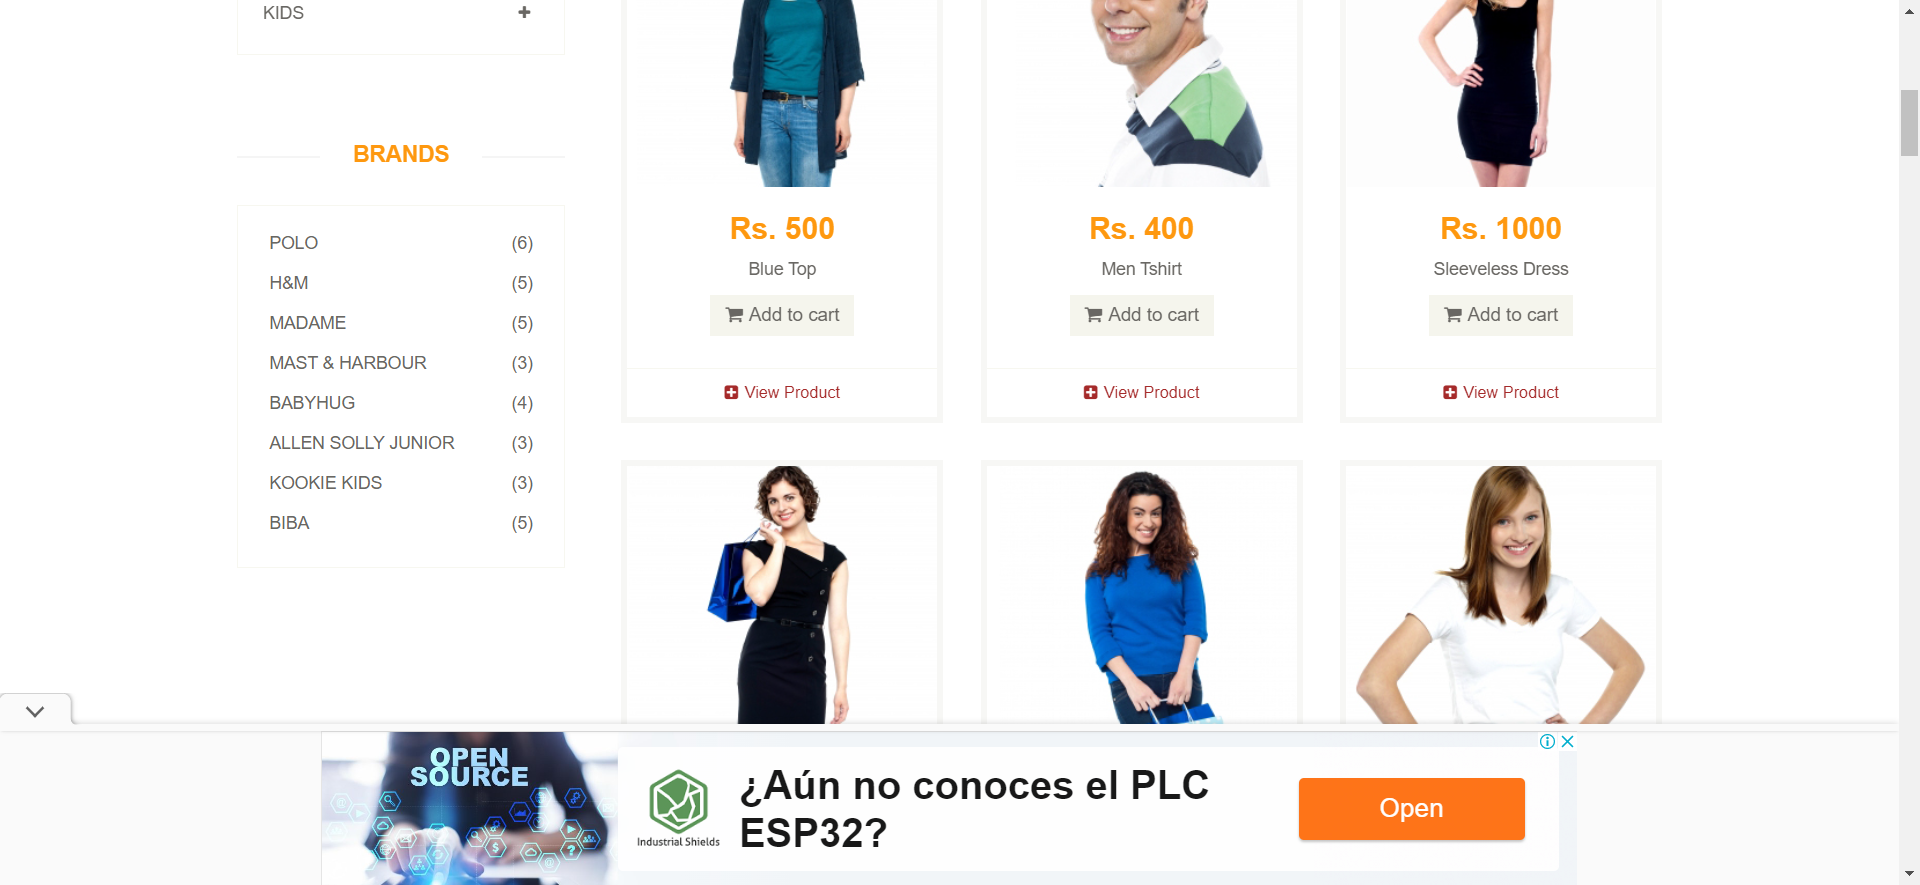 KIDS
BRANDS
POLO (6)
H&M (5)
MADAME (5)
MAST & HARBOUR (3)
BABYHUG (4)
ALLEN SOLLY JUNIOR (3)
KOOKIE KIDS (3)
BIBA (5)
Rs. 500
Blue Top
Add to cart
View Product
Rs. 400
Men Tshirt
Add to cart
View Product
Rs. 1000
Sleeveless Dress
Add to cart
View Product
OPEN
SOURCE
Industrial Shields
¿Aún no conoces el PLC
ESP32?
Open